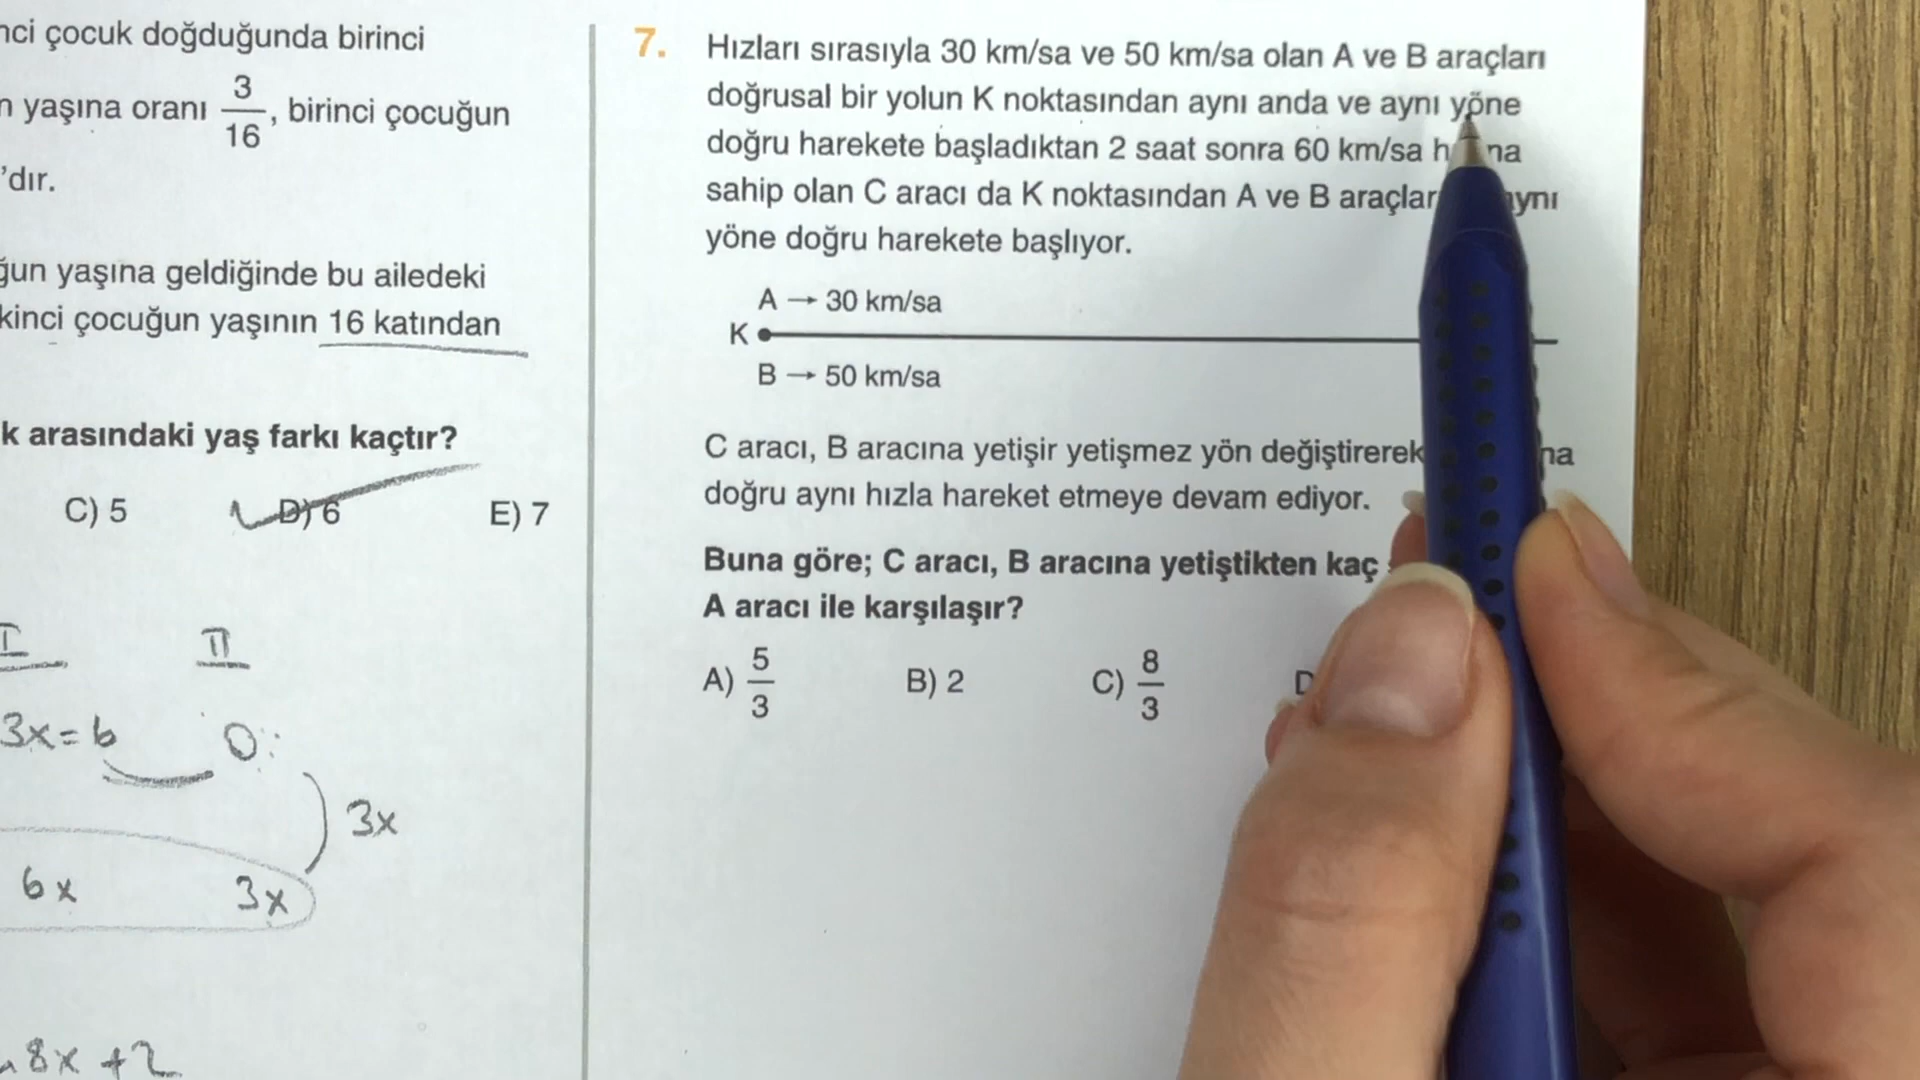 çocuk doğduğunda birinci
yaşına oranı 3/16, birinci çocuğun
'dır.
yaşına geldiğinde bu ailedeki
çocuğun yaşının 16 katından
arasındaki yaş farkı kaçtır?
C) 5 D) 6 E) 7
I II
3x=6 0
3x
6x 3x
8x+2
7. Hızları sırasıyla 30 km/sa ve 50 km/sa olan A ve B araçları
doğrusal bir yolun K noktasından aynı anda ve aynı yöne
doğru harekete başladıktan 2 saat sonra 60 km/sa
sahip olan C aracı da K noktasından A ve B
yöne doğru harekete başlıyor.
A → 30 km/sa
K
B → 50 km/sa
C aracı, B aracına yetişir yetişmez yön değiştirerek
doğru aynı hızla hareket etmeye devam ediyor.
Buna göre; C aracı, B aracına yetiştikten kaç
A aracı ile karşılaşır?
A) 5/3 B) 2 C) 8/3